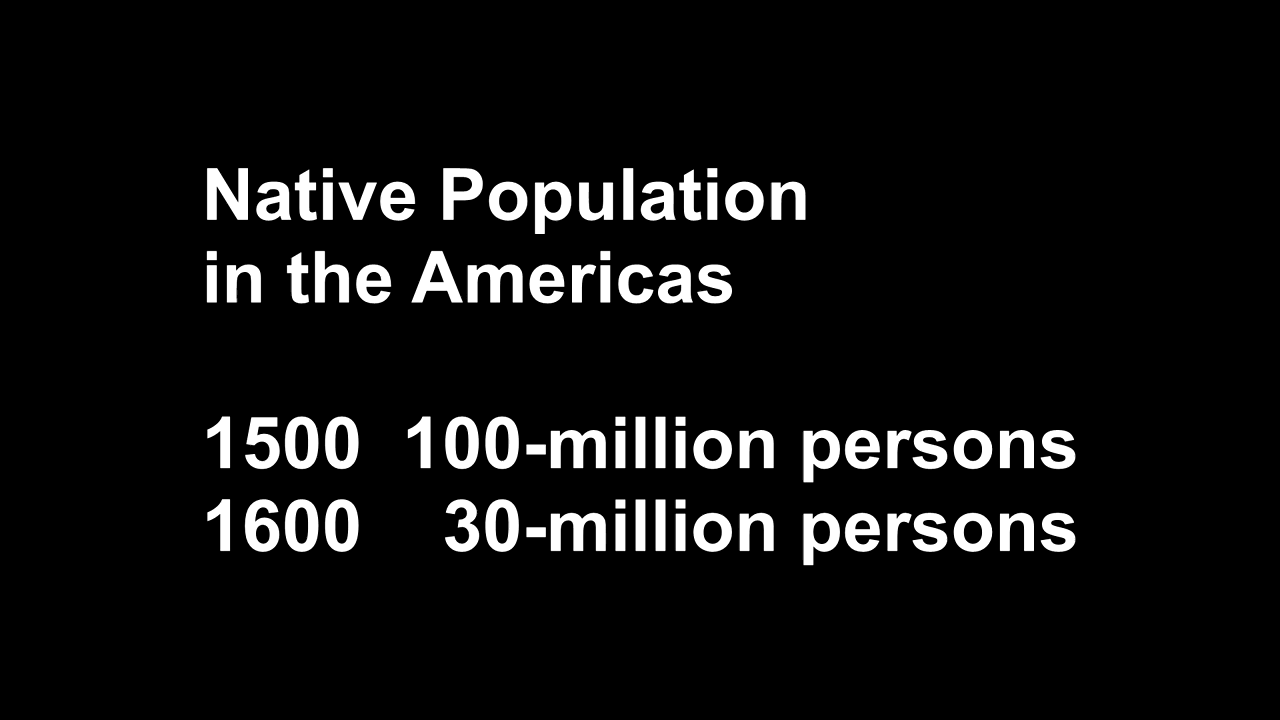 Native Population
in the Americas
1500 100-million persons
1600 30-million persons